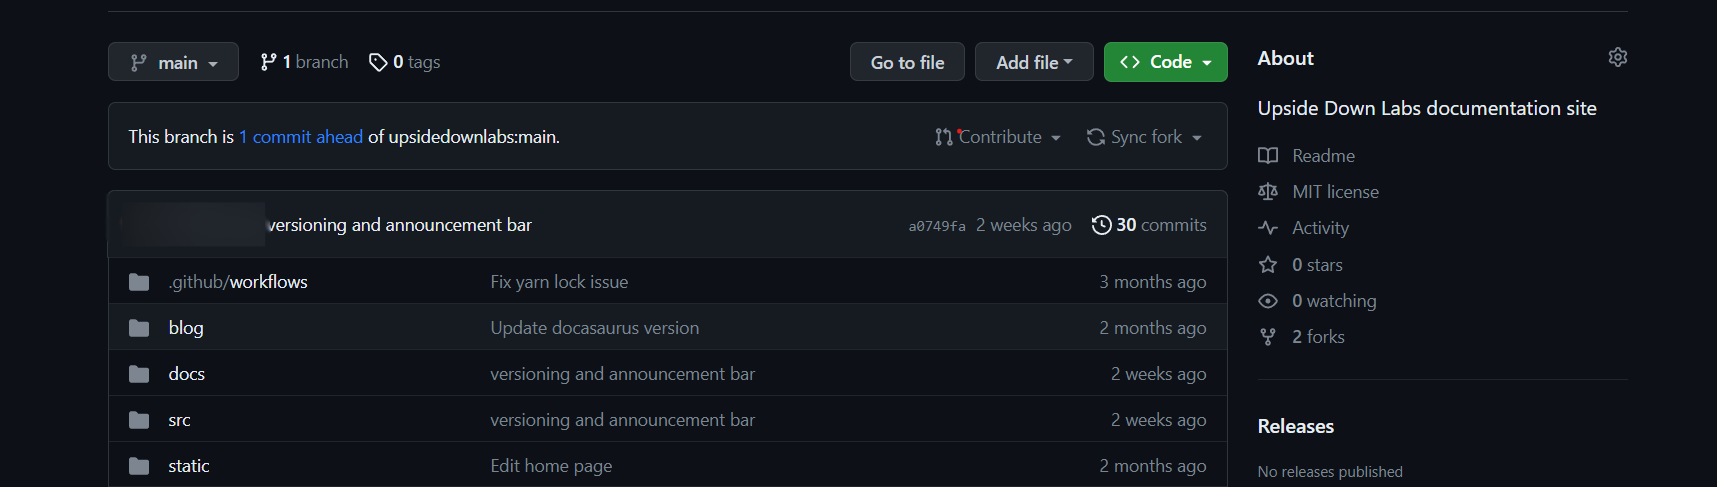 main 1 branch 0 tags Go to file Add file Code
This branch is 1 commit ahead of upsidedownlabs:main. Contribute Sync fork
versioning and announcement bar a0749fa 2 weeks ago 30 commits
.github/workflows Fix yarn lock issue 3 months ago
blog Update docasaurus version 2 months ago
docs versioning and announcement bar 2 weeks ago
src versioning and announcement bar 2 weeks ago
static Edit home page 2 months ago
About
Upside Down Labs documentation site
Readme
MIT license
Activity
0 stars
0 watching
2 forks
Releases
No releases published